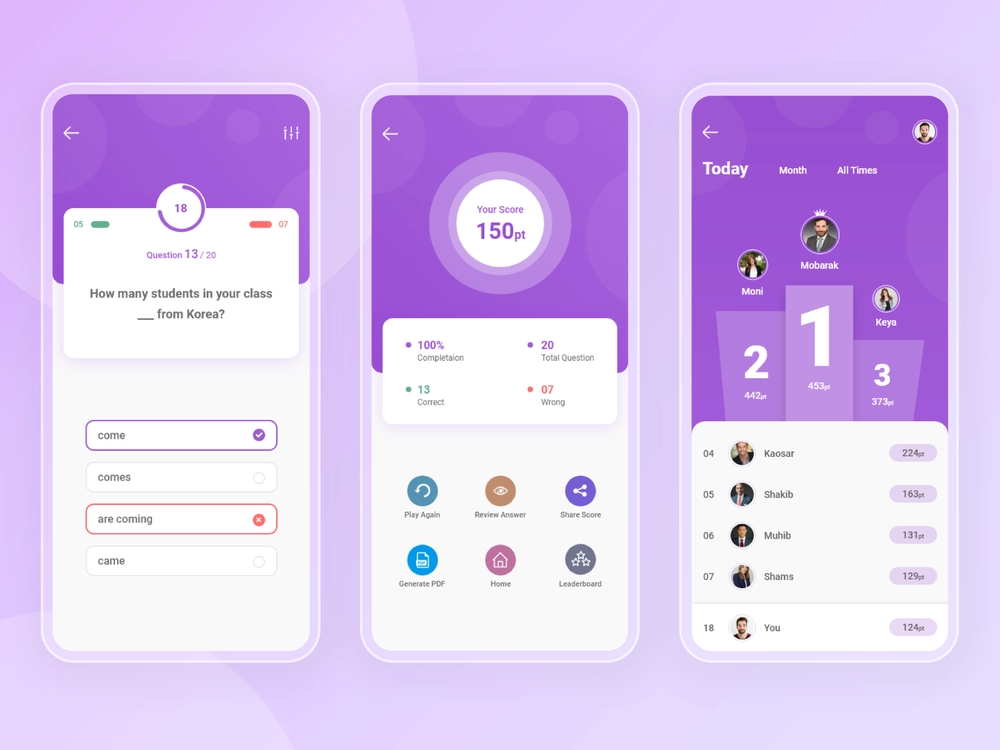 18
05
07
Question 13 / 20
How many students in your class
___ from Korea?
come
comes
are coming
came
Your Score
150pt
100%
Completaion
20
Total Question
13
Correct
07
Wrong
Play Again
Review Answer
Share Score
PDF
Generate PDF
Home
Leaderboard
Today Month All Times
Mobarak
Moni
Keya
1
453pt
2
442pt
3
373pt
04 Kaosar 224pt
05 Shakib 163pt
06 Muhib 131pt
07 Shams 129pt
18 You 124pt